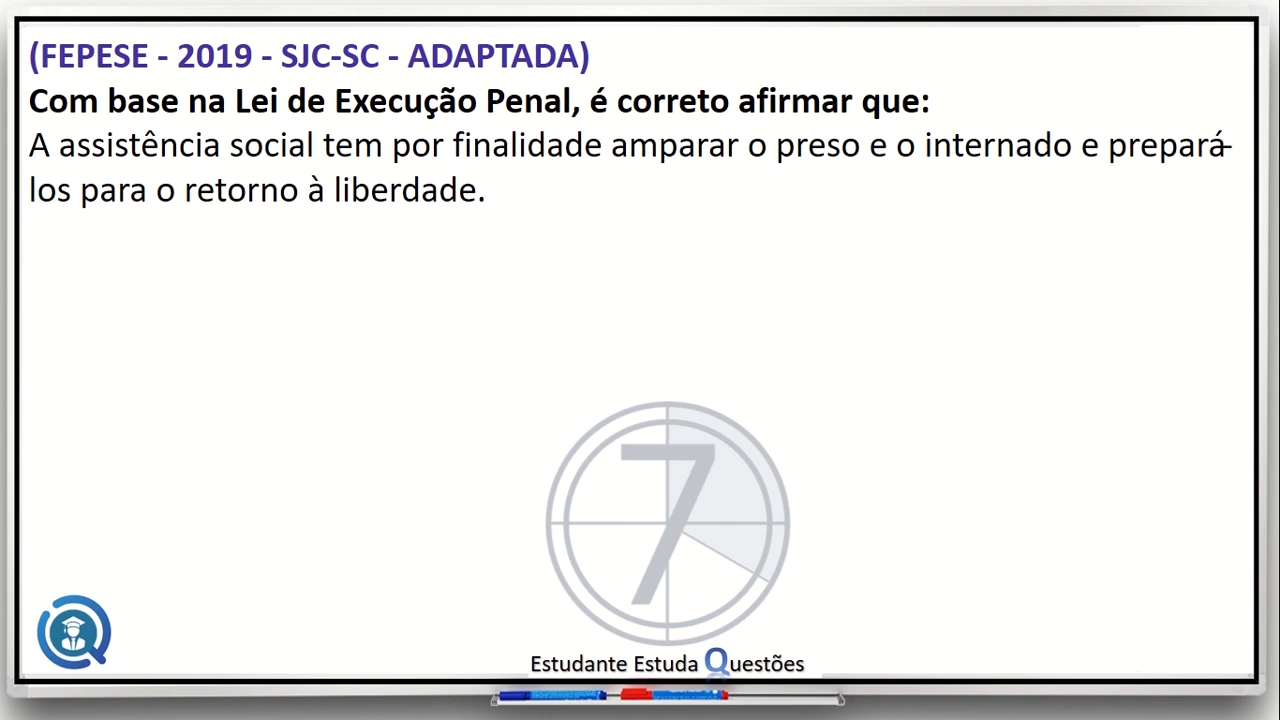 (FEPESE - 2019 - SJC-SC - ADAPTADA)
Com base na Lei de Execução Penal, é correto afirmar que:
A assistência social tem por finalidade amparar o preso e o internado e prepará-
los para o retorno à liberdade.
7
Estudante Estuda Questões